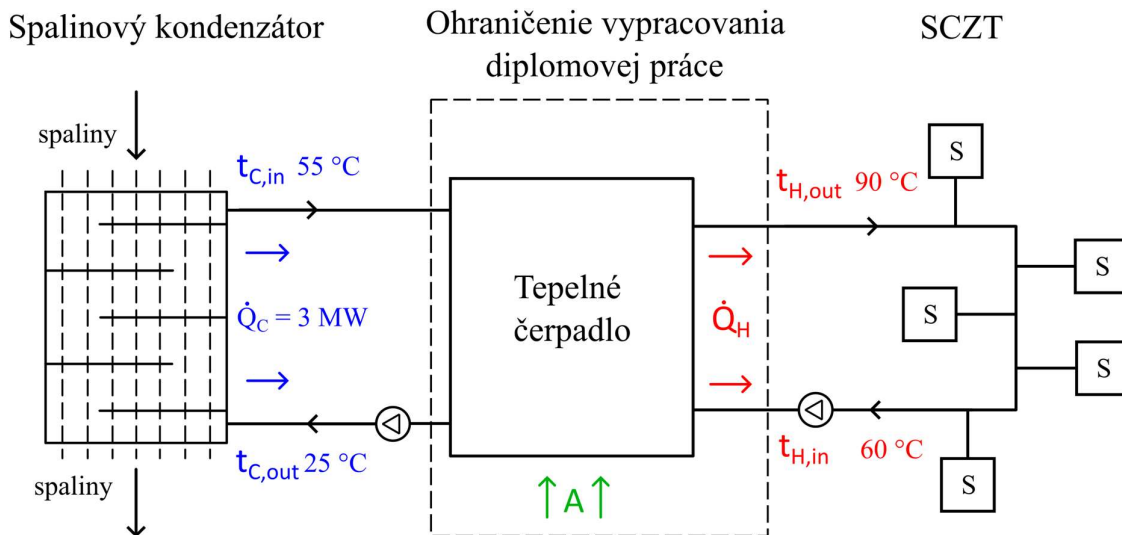 Spalinový kondenzátor
Ohraničenie vypracovania
diplomovej práce
SCZT
spaliny
t_C,in 55 °C
Q̇_C = 3 MW
t_C,out 25 °C
spaliny
Tepelné
čerpadlo
A
t_H,out 90 °C
Q̇_H
t_H,in 60 °C
S
S
S
S
S